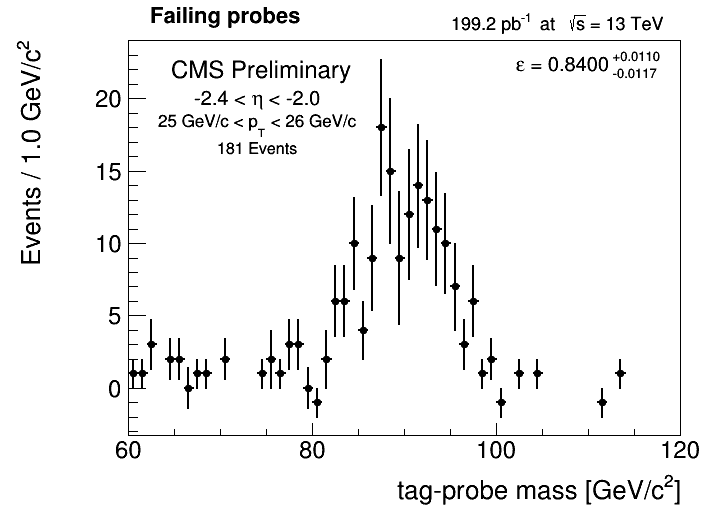 Failing probes
199.2 pb⁻¹ at √s = 13 TeV
CMS Preliminary
-2.4 < η < -2.0
25 GeV/c < p_T < 26 GeV/c
181 Events
ε = 0.8400 +0.0110 -0.0117
Events / 1.0 GeV/c²
20
15
10
5
0
60 80 100 120
tag-probe mass [GeV/c²]